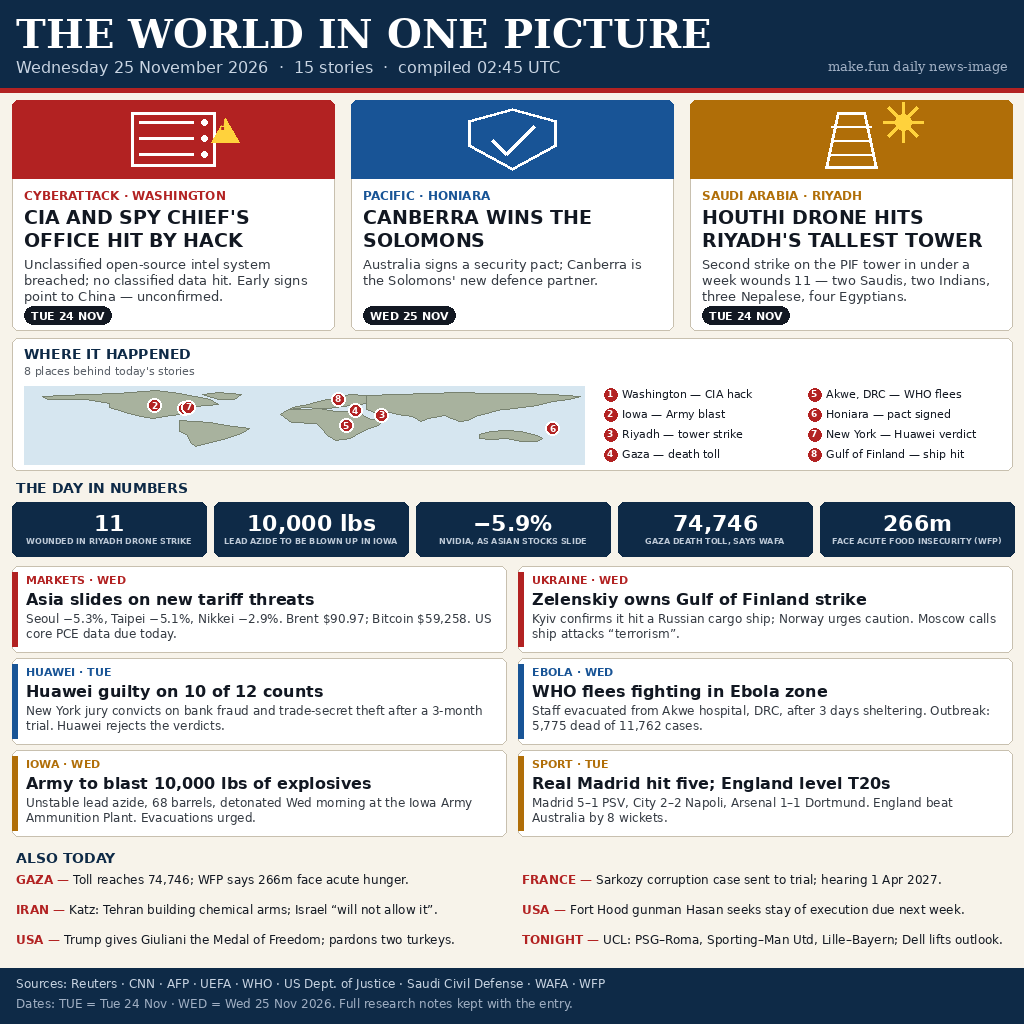 THE WORLD IN ONE PICTURE
Wednesday 25 November 2026 · 15 stories · compiled 02:45 UTC
make.fun daily news-image
CYBERATTACK · WASHINGTON
CIA AND SPY CHIEF'S
OFFICE HIT BY HACK
Unclassified open-source intel system
breached; no classified data hit. Early signs
point to China — unconfirmed.
TUE 24 NOV
PACIFIC · HONIARA
CANBERRA WINS THE
SOLOMONS
Australia signs a security pact; Canberra is
the Solomons' new defence partner.
WED 25 NOV
SAUDI ARABIA · RIYADH
HOUTHI DRONE HITS
RIYADH'S TALLEST TOWER
Second strike on the PIF tower in under a
week wounds 11 — two Saudis, two Indians,
three Nepalese, four Egyptians.
TUE 24 NOV
WHERE IT HAPPENED
8 places behind today's stories
2
7
8
4
3
5
6
1 Washington — CIA hack
2 Iowa — Army blast
3 Riyadh — tower strike
4 Gaza — death toll
5 Akwe, DRC — WHO flees
6 Honiara — pact signed
7 New York — Huawei verdict
8 Gulf of Finland — ship hit
THE DAY IN NUMBERS
11
WOUNDED IN RIYADH DRONE STRIKE
10,000 lbs
LEAD AZIDE TO BE BLOWN UP IN IOWA
−5.9%
NVIDIA, AS ASIAN STOCKS SLIDE
74,746
GAZA DEATH TOLL, SAYS WAFA
266m
FACE ACUTE FOOD INSECURITY (WFP)
MARKETS · WED
Asia slides on new tariff threats
Seoul −5.3%, Taipei −5.1%, Nikkei −2.9%. Brent $90.97; Bitcoin $59,258. US
core PCE data due today.
UKRAINE · WED
Zelenskiy owns Gulf of Finland strike
Kyiv confirms it hit a Russian cargo ship; Norway urges caution. Moscow calls
ship attacks “terrorism”.
HUAWEI · TUE
Huawei guilty on 10 of 12 counts
New York jury convicts on bank fraud and trade-secret theft after a 3-month
trial. Huawei rejects the verdicts.
EBOLA · WED
WHO flees fighting in Ebola zone
Staff evacuated from Akwe hospital, DRC, after 3 days sheltering. Outbreak:
5,775 dead of 11,762 cases.
IOWA · WED
Army to blast 10,000 lbs of explosives
Unstable lead azide, 68 barrels, detonated Wed morning at the Iowa Army
Ammunition Plant. Evacuations urged.
SPORT · TUE
Real Madrid hit five; England level T20s
Madrid 5–1 PSV, City 2–2 Napoli, Arsenal 1–1 Dortmund. England beat
Australia by 8 wickets.
ALSO TODAY
GAZA — Toll reaches 74,746; WFP says 266m face acute hunger.
FRANCE — Sarkozy corruption case sent to trial; hearing 1 Apr 2027.
IRAN — Katz: Tehran building chemical arms; Israel “will not allow it”.
USA — Fort Hood gunman Hasan seeks stay of execution due next week.
USA — Trump gives Giuliani the Medal of Freedom; pardons two turkeys.
TONIGHT — UCL: PSG–Roma, Sporting–Man Utd, Lille–Bayern; Dell lifts outlook.
Sources: Reuters · CNN · AFP · UEFA · WHO · US Dept. of Justice · Saudi Civil Defense · WAFA · WFP
Dates: TUE = Tue 24 Nov · WED = Wed 25 Nov 2026. Full research notes kept with the entry.